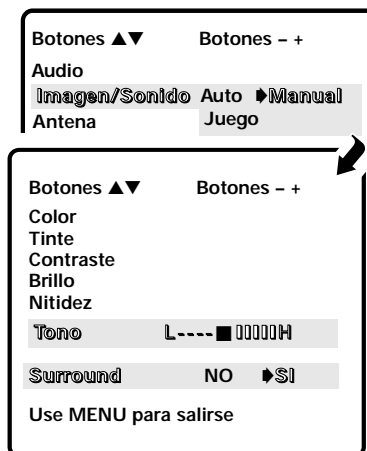 Botones ▲▼ Botones – +
Audio
Imagen/Sonido Auto ➧Manual
Antena Juego
Botones ▲▼ Botones – +
Color
Tinte
Contraste
Brillo
Nitidez
Tono L----■IIIIIIH
Surround NO ➧SI
Use MENU para salirse